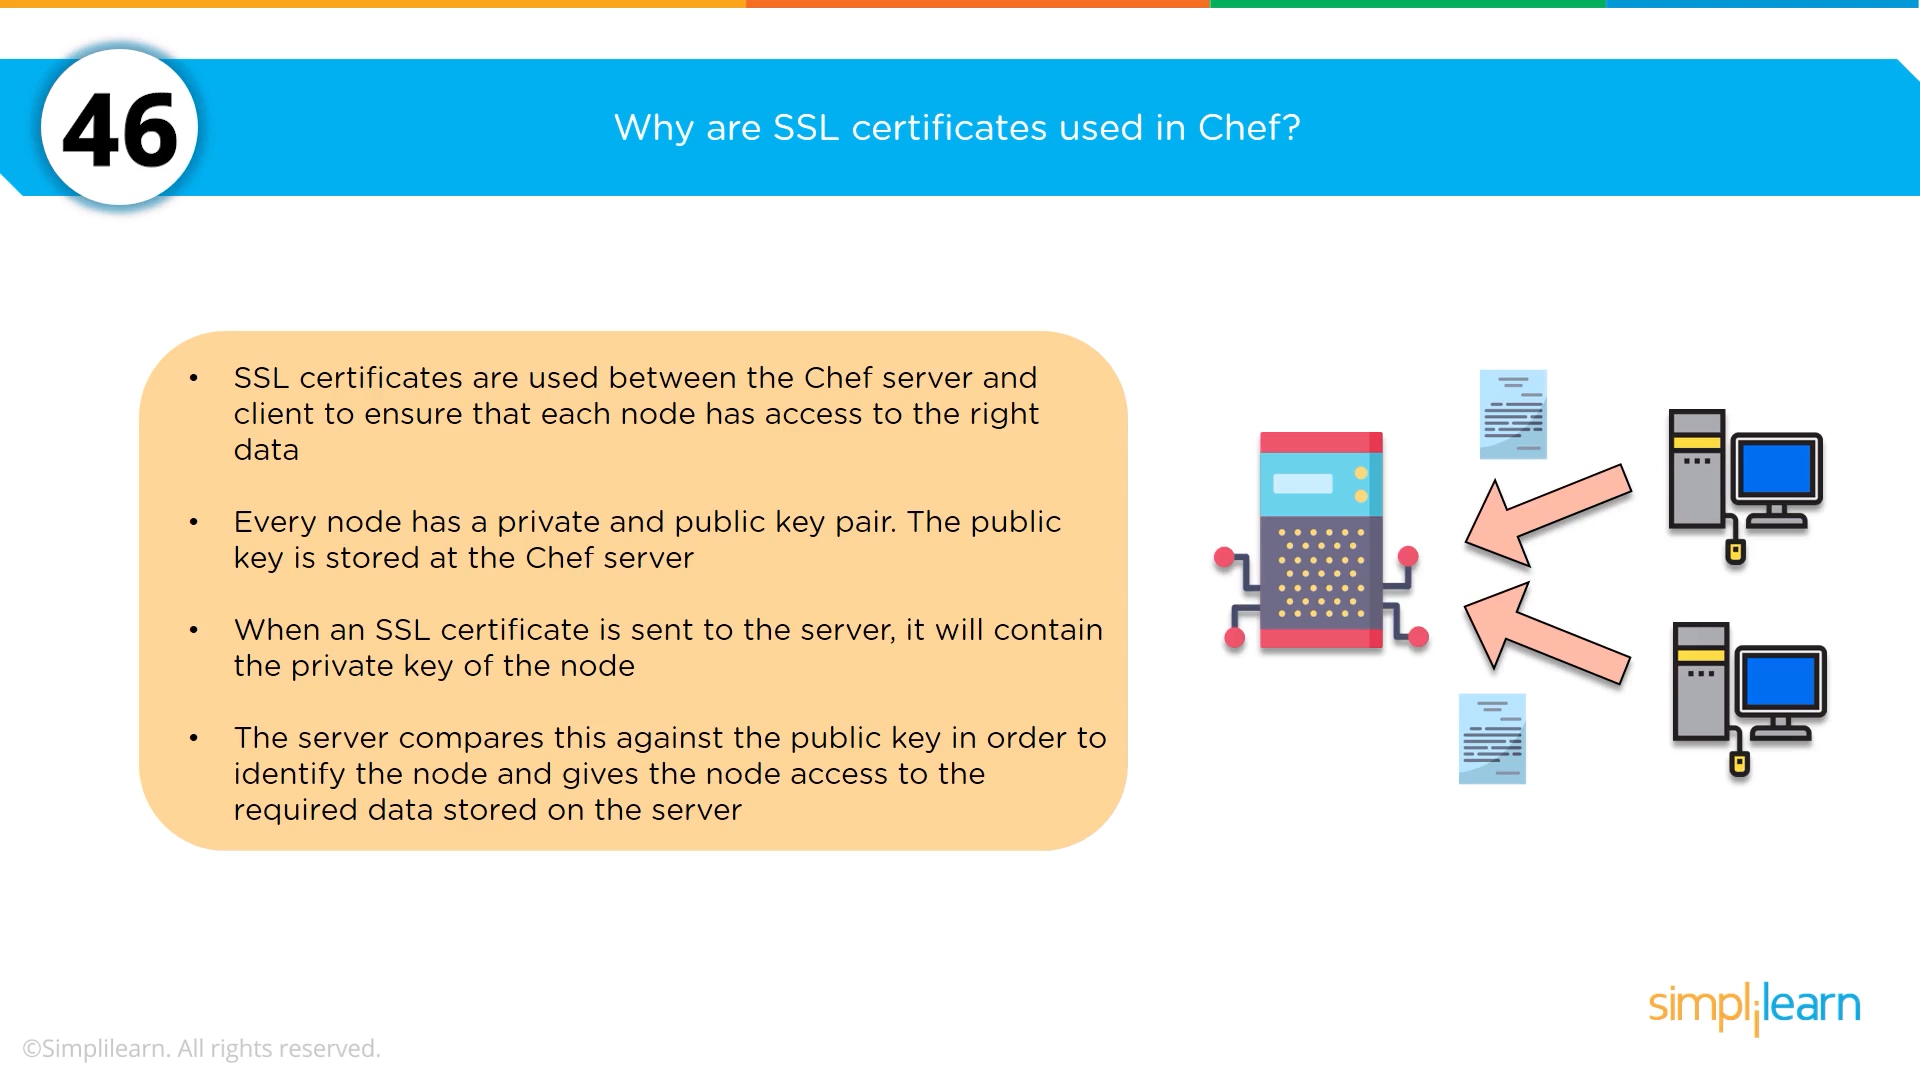 46
Why are SSL certificates used in Chef?
• SSL certificates are used between the Chef server and
client to ensure that each node has access to the right
data
• Every node has a private and public key pair. The public
key is stored at the Chef server
• When an SSL certificate is sent to the server, it will contain
the private key of the node
• The server compares this against the public key in order to
identify the node and gives the node access to the
required data stored on the server
simplilearn
©Simplilearn. All rights reserved.